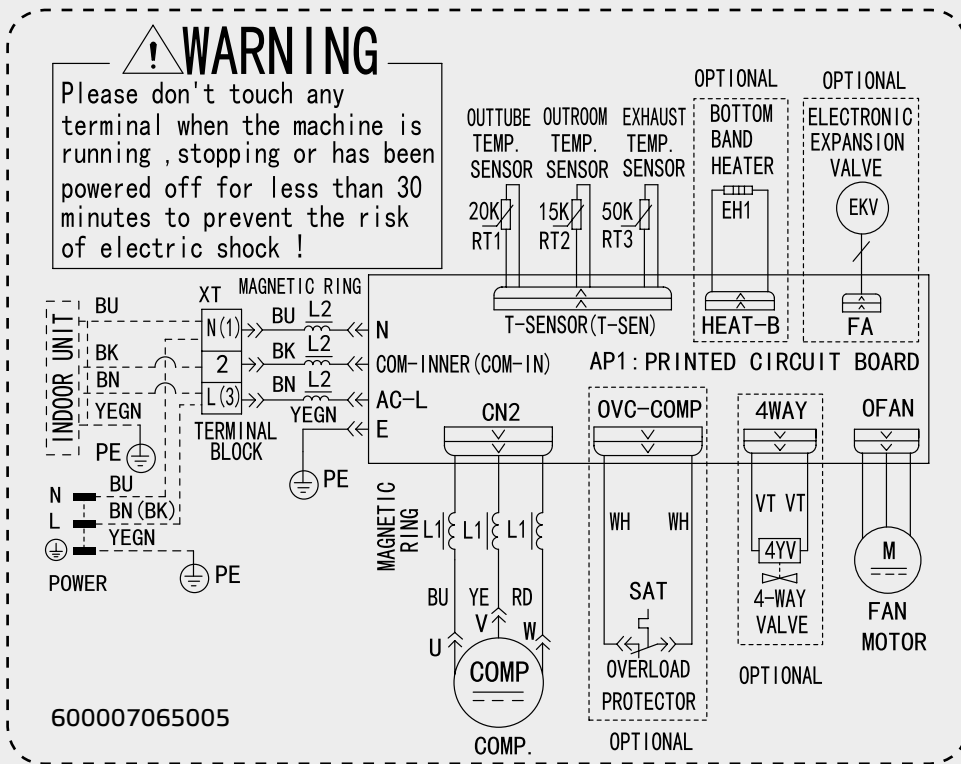 WARNING
Please don't touch any
terminal when the machine is
running ,stopping or has been
powered off for less than 30
minutes to prevent the risk
of electric shock !
OUTTUBE
TEMP.
SENSOR
OUTROOM
TEMP.
SENSOR
EXHAUST
TEMP.
SENSOR
OPTIONAL
BOTTOM
BAND
HEATER
OPTIONAL
ELECTRONIC
EXPANSION
VALVE
20K
RT1
15K
RT2
50K
RT3
EH1
EKV
T-SENSOR(T-SEN)
HEAT-B
FA
AP1:PRINTED CIRCUIT BOARD
INDOOR UNIT
BU
BK
BN
YEGN
PE
XT
N(1)
2
L(3)
TERMINAL
BLOCK
MAGNETIC RING
BU L2
BK L2
BN L2
YEGN
N
COM-INNER(COM-IN)
AC-L
E
PE
N
L
BU
BN(BK)
YEGN
PE
POWER
CN2
MAGNETIC
RING
L1 L1 L1
BU YE RD
U V W
COMP
COMP.
OVC-COMP
WH WH
SAT
OVERLOAD
PROTECTOR
OPTIONAL
4WAY
VT VT
4YV
4-WAY
VALVE
OPTIONAL
OFAN
M
FAN
MOTOR
600007065005